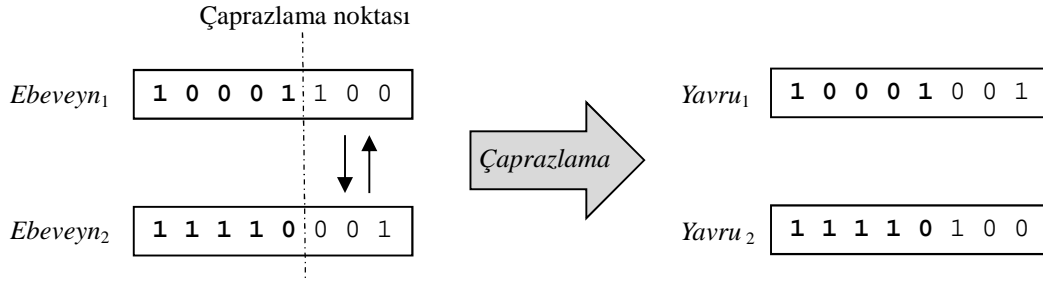 Çaprazlama noktası
Ebeveyn₁ 1 0 0 0 1 1 0 0
Yavru₁ 1 0 0 0 1 0 0 1
Çaprazlama
Ebeveyn₂ 1 1 1 1 0 0 0 1
Yavru ₂ 1 1 1 1 0 1 0 0